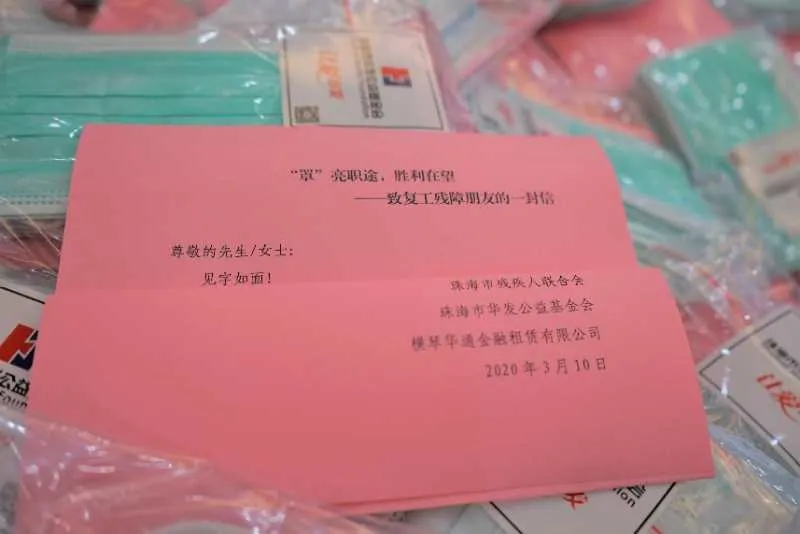 “罩”亮职途，胜利在望
——致复工残障朋友的一封信
尊敬的先生/女士：
见字如面！
珠海市残疾人联合会
珠海市华发公益基金会
横琴华通金融租赁有限公司
2020年3月10日
公益